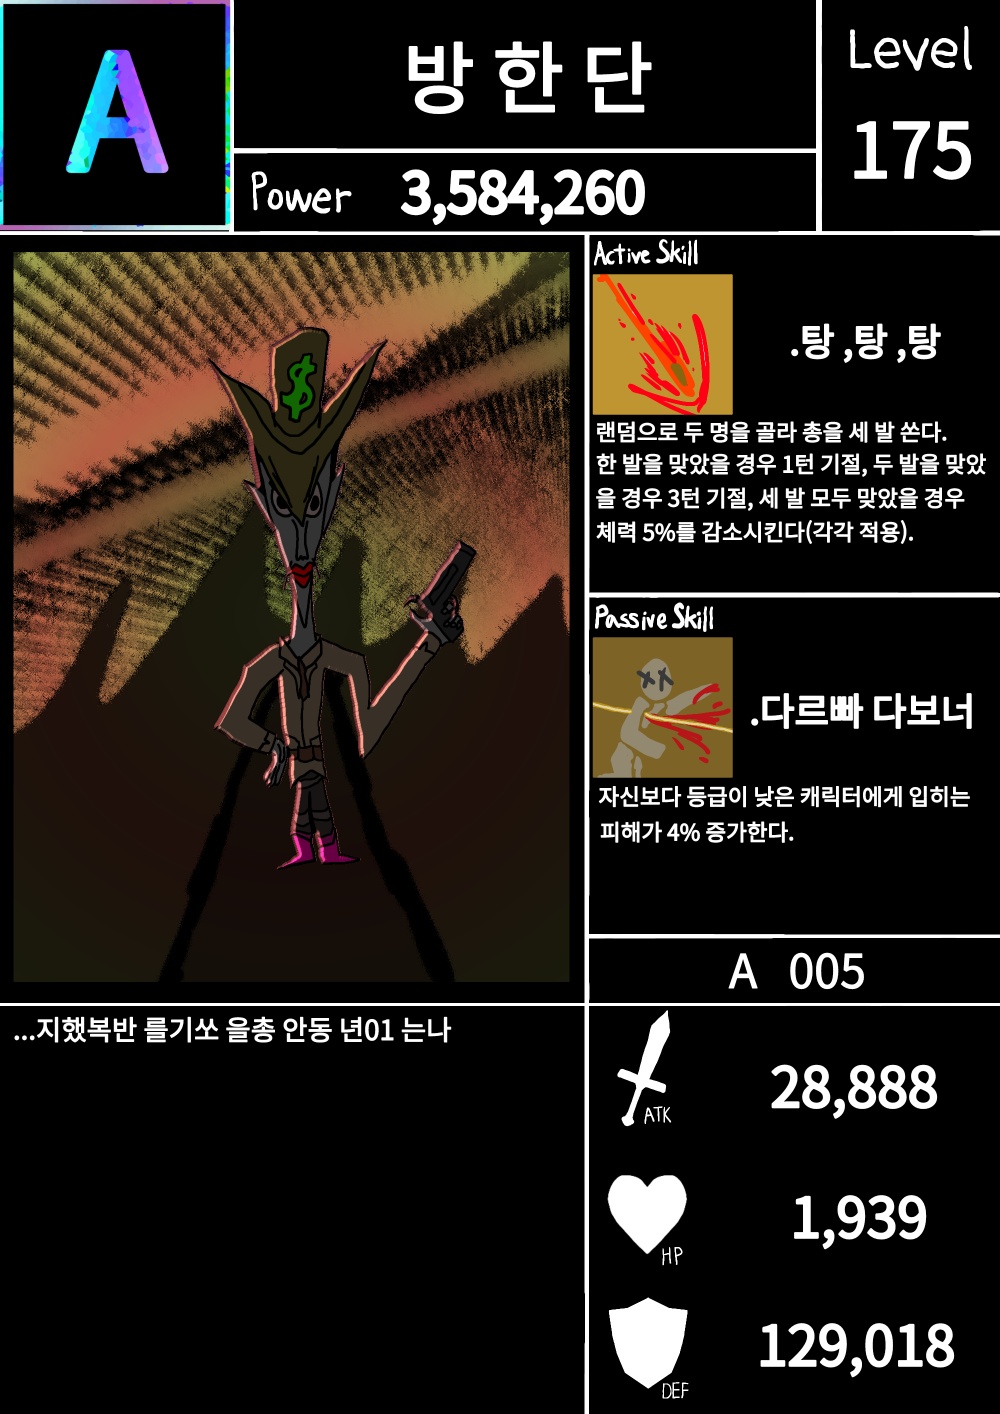 A
방 한 단
Power 3,584,260
Level
175
$
Active Skill
.탕 ,탕 ,탕
랜덤으로 두 명을 골라 총을 세 발 쏜다.
한 발을 맞았을 경우 1턴 기절, 두 발을 맞았
을 경우 3턴 기절, 세 발 모두 맞았을 경우
체력 5%를 감소시킨다(각각 적용).
Passive Skill
.다르빠 다보너
자신보다 등급이 낮은 캐릭터에게 입히는
피해가 4% 증가한다.
A 005
...지했복반 를기쏘 을총 안동 년01 는나
ATK 28,888
HP 1,939
DEF 129,018